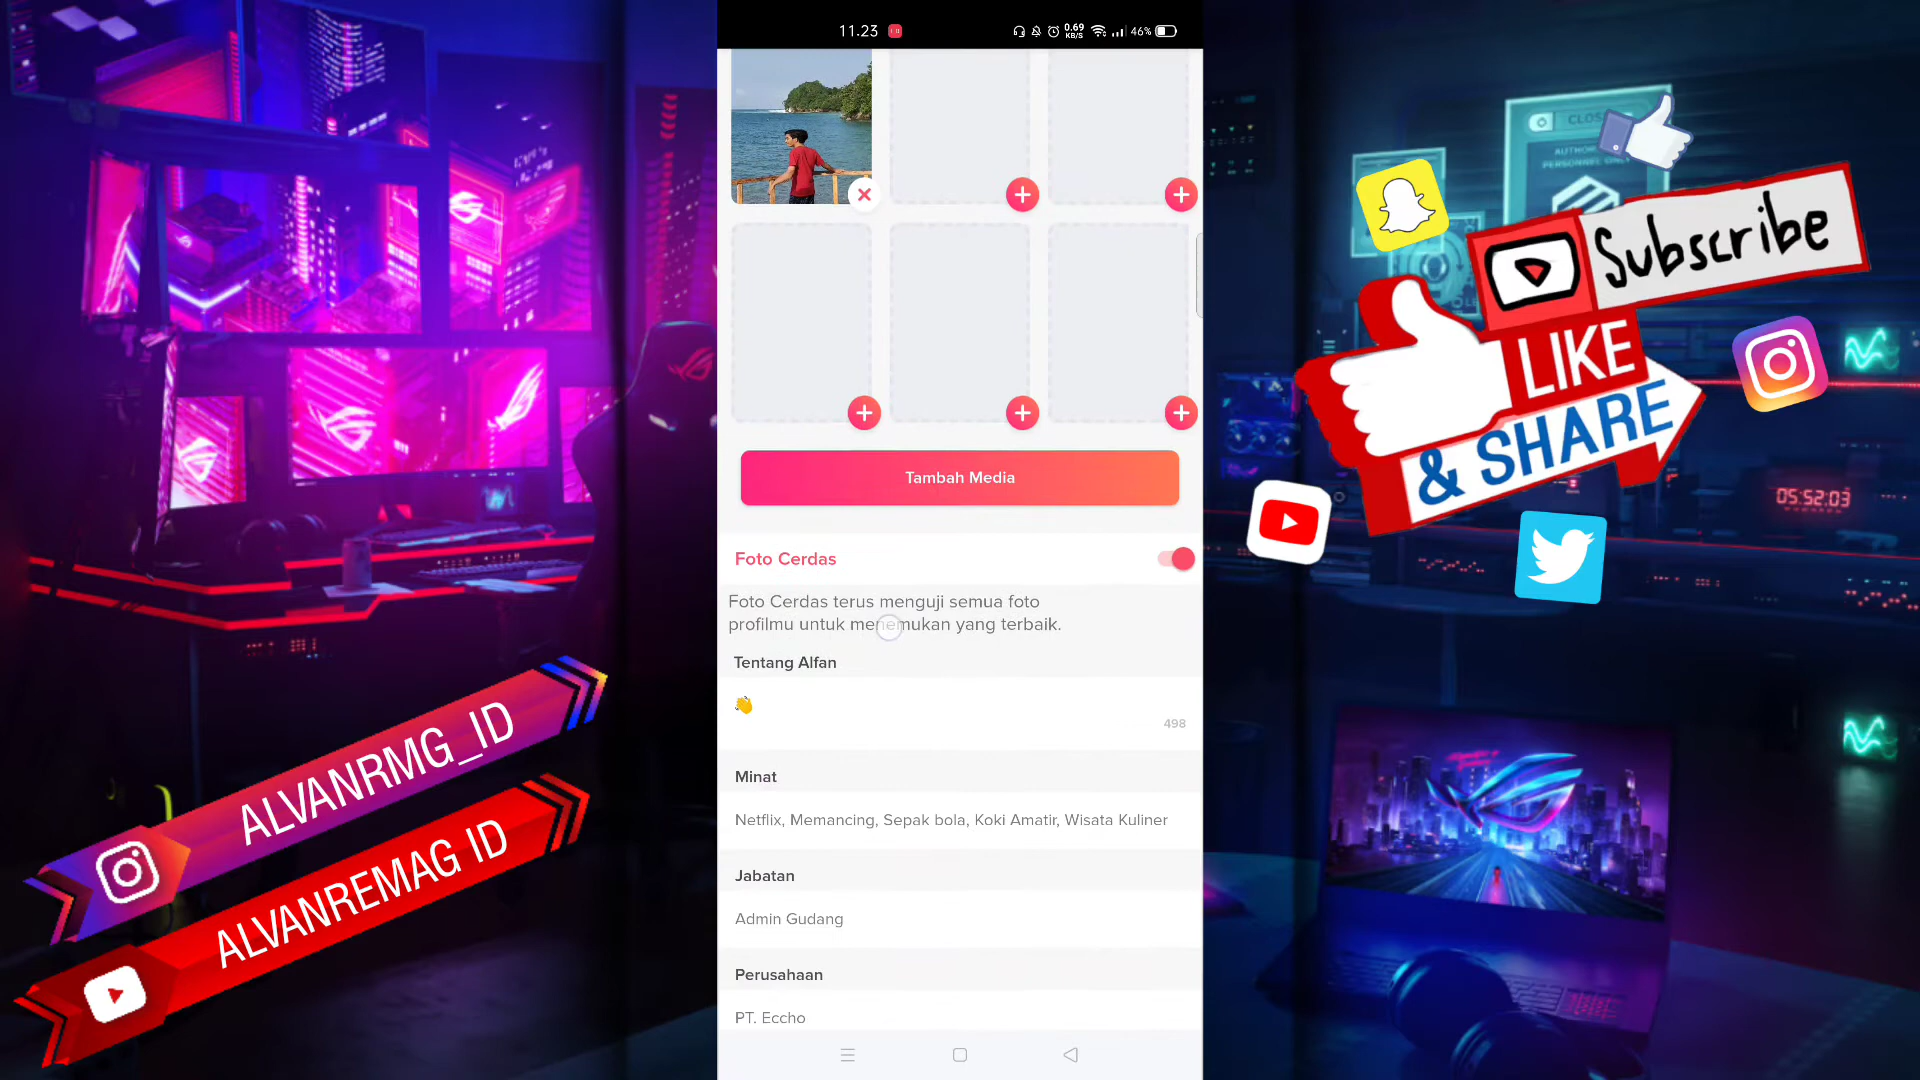 11.23
0.69
KB/S
46%
Tambah Media
Foto Cerdas
Foto Cerdas terus menguji semua foto
profilmu untuk menemukan yang terbaik.
Tentang Alfan
👋
498
Minat
Netflix, Memancing, Sepak bola, Koki Amatir, Wisata Kuliner
Jabatan
Admin Gudang
Perusahaan
PT. Eccho
ALVANRMG_ID
ALVANREMAG ID
Subscribe
LIKE
& SHARE
05:52:03